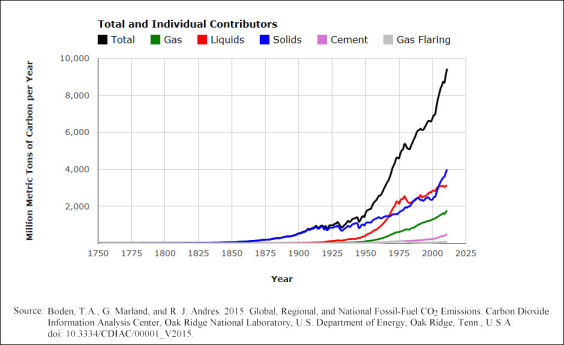 Total and Individual Contributors
Total Gas Liquids Solids Cement Gas Flaring
Million Metric Tons of Carbon per Year
10,000
8,000
6,000
4,000
2,000
1750 1775 1800 1825 1850 1875 1900 1925 1950 1975 2000 2025
Year
Source: Boden, T.A., G. Marland, and R. J. Andres. 2015. Global, Regional, and National Fossil-Fuel CO₂ Emissions. Carbon Dioxide
Information Analysis Center, Oak Ridge National Laboratory, U.S. Department of Energy, Oak Ridge, Tenn., U.S.A.
doi: 10.3334/CDIAC/00001_V2015.